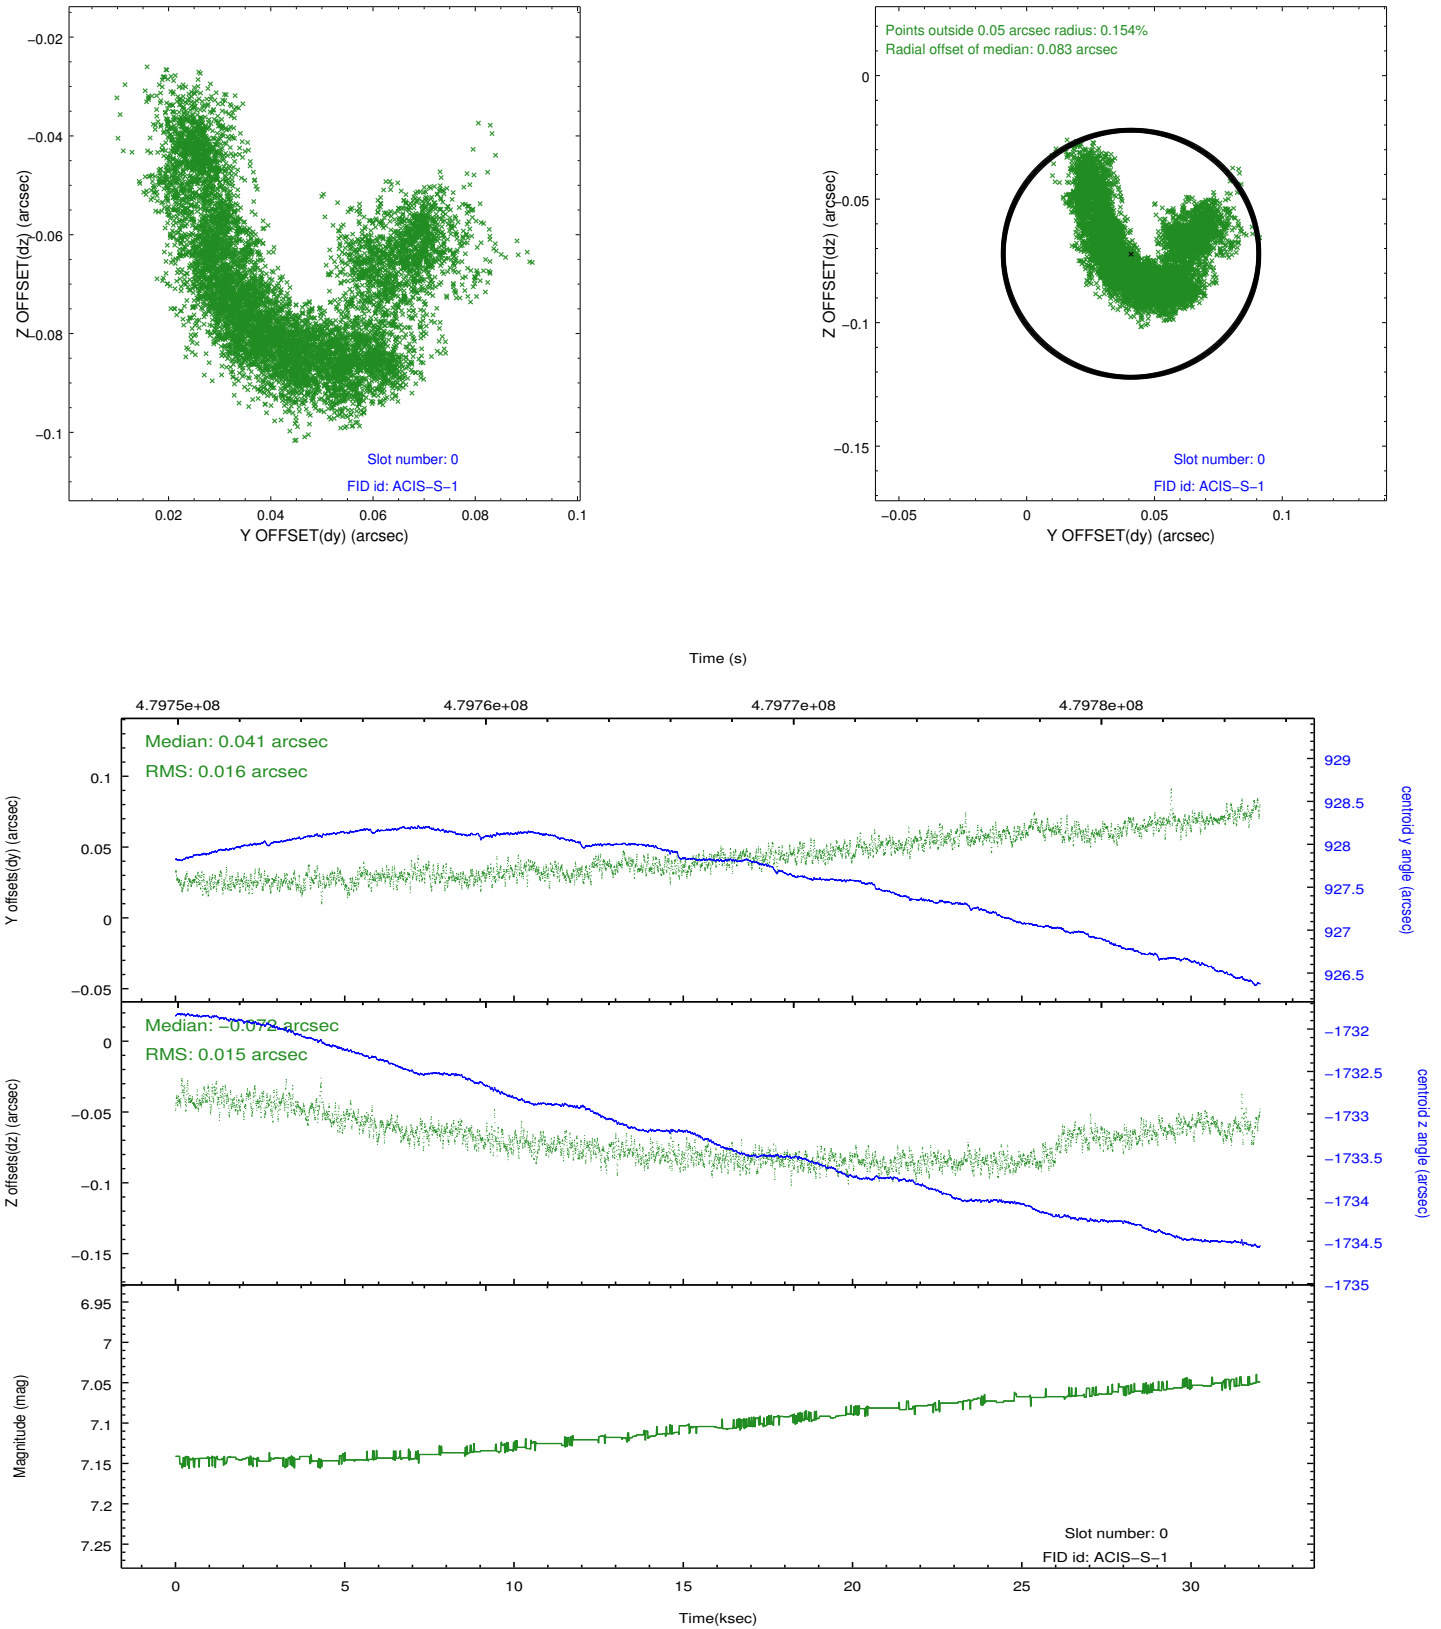 −0.02
−0.04
−0.06
−0.08
−0.1
Z OFFSET(dz) (arcsec)
Slot number: 0
FID id: ACIS−S−1
0.02 0.04 0.06 0.08 0.1
Y OFFSET(dy) (arcsec)
Points outside 0.05 arcsec radius: 0.154%
Radial offset of median: 0.083 arcsec
0
−0.05
−0.1
−0.15
Z OFFSET(dz) (arcsec)
Slot number: 0
FID id: ACIS−S−1
−0.05 0 0.05 0.1
Y OFFSET(dy) (arcsec)
Time (s)
4.7975e+08 4.7976e+08 4.7977e+08 4.7978e+08
Median: 0.041 arcsec
RMS: 0.016 arcsec
0.1
0.05
0
−0.05
Y offsets(dy) (arcsec)
929
928.5
928
927.5
927
926.5
centroid y angle (arcsec)
Median: −0.072 arcsec
RMS: 0.015 arcsec
0
−0.05
−0.1
−0.15
Z offsets(dz) (arcsec)
−1732
−1732.5
−1733
−1733.5
−1734
−1734.5
−1735
centroid z angle (arcsec)
6.95
7
7.05
7.1
7.15
7.2
7.25
Magnitude (mag)
Slot number: 0
FID id: ACIS−S−1
0 5 10 15 20 25 30
Time(ksec)